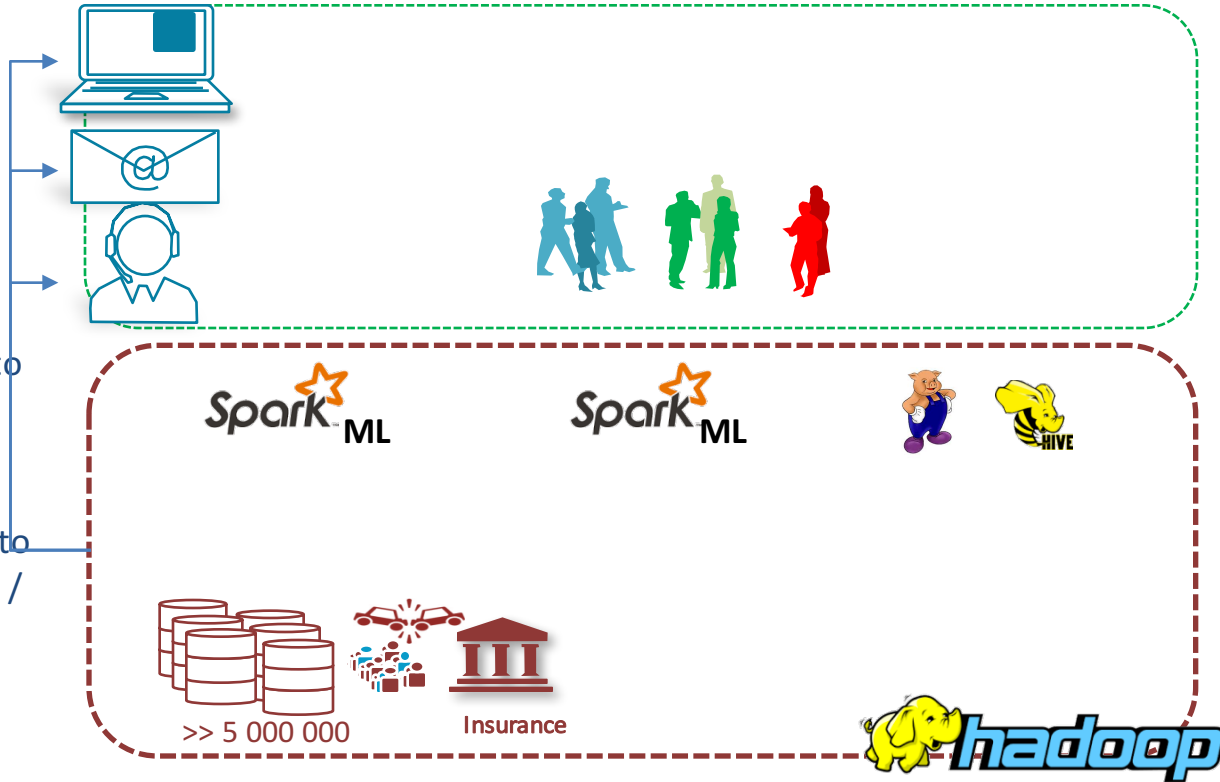 @
Spark ML
Spark ML
HIVE
to
to
/
>> 5 000 000
Insurance
hadoop